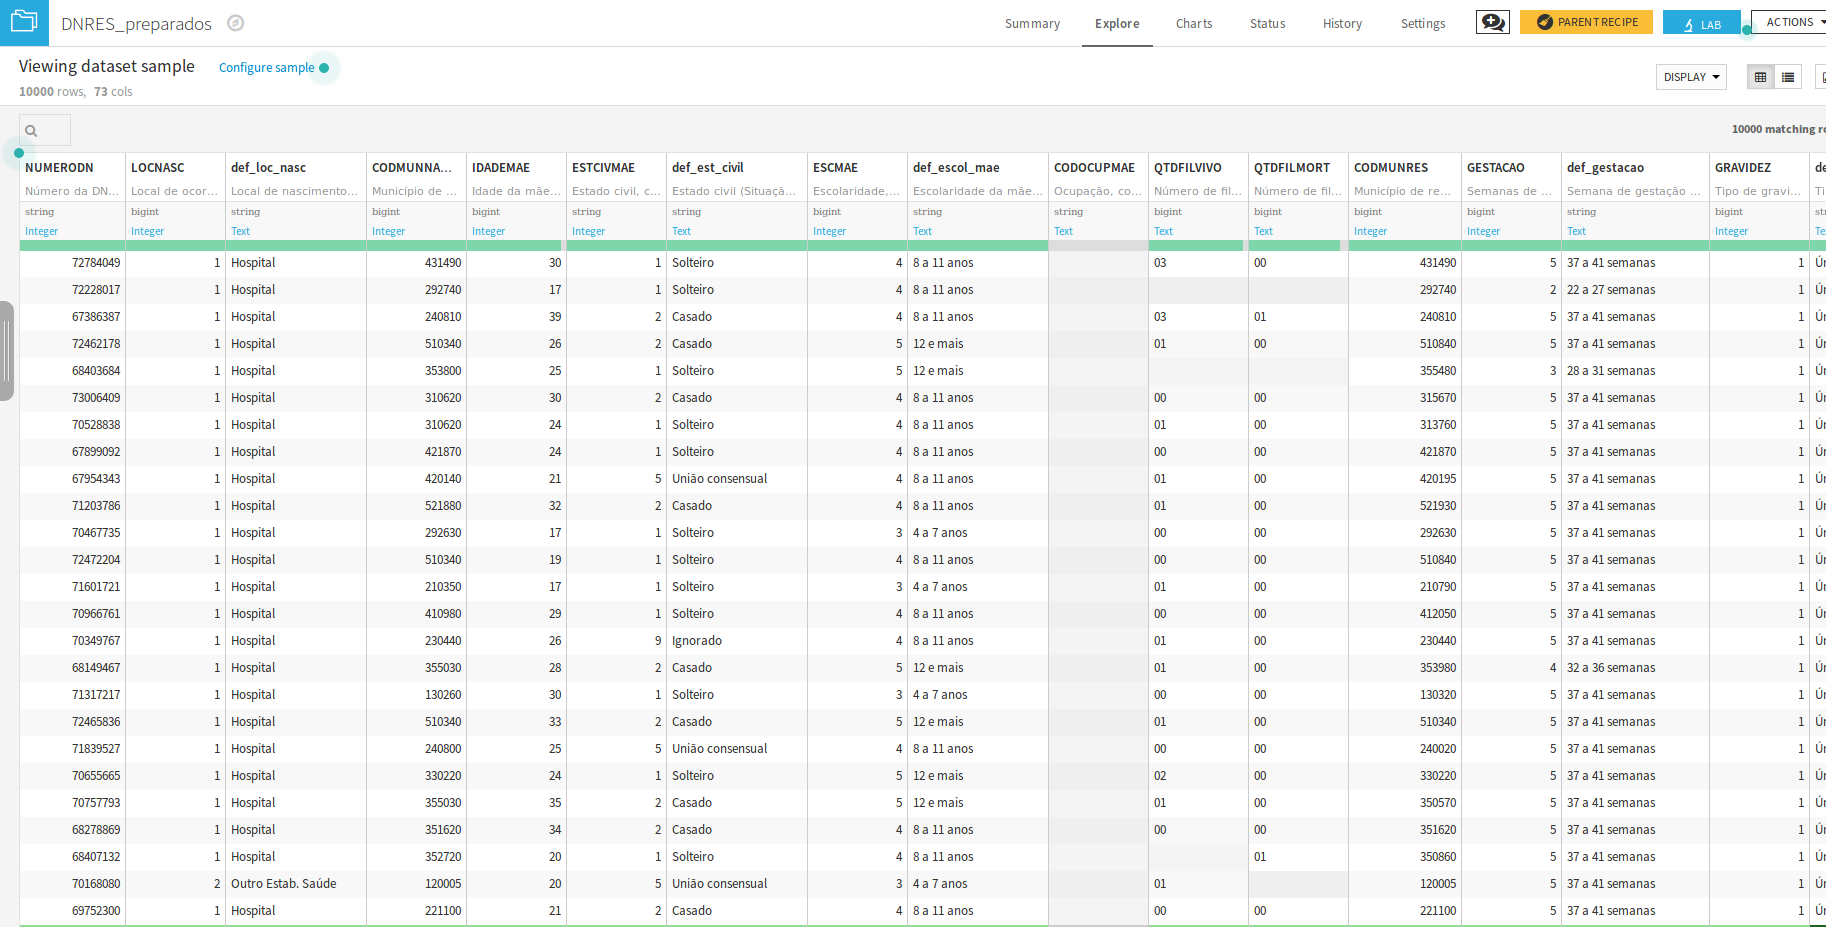 DNRES_preparados Summary Explore Charts Status History Settings PARENT RECIPE LAB ACTIONS
Viewing dataset sample Configure sample
DISPLAY
10000 rows, 73 cols
10000 matching ro
NUMERODN LOCNASC def_loc_nasc CODMUNNA... IDADEMAE ESTCIVMAE def_est_civil ESCMAE def_escol_mae CODOCUPMAE QTDFILVIVO QTDFILMORT CODMUNRES GESTACAO def_gestacao GRAVIDEZ de
Número da DN... Local de ocor... Local de nascimento... Município de ... Idade da mãe... Estado civil, c... Estado civil (Situaçã... Escolaridade,... Escolaridade da mãe... Ocupação, co... Número de fil... Número de fil... Município de re... Semanas de ... Semana de gestação ... Tipo de gravi... Ti
string bigint string bigint bigint string string bigint string string bigint bigint bigint bigint string bigint st
Integer Integer Text Integer Integer Integer Text Integer Text Text Text Text Integer Integer Text Integer Te
72784049 1 Hospital 431490 30 1 Solteiro 4 8 a 11 anos 03 00 431490 5 37 a 41 semanas 1 Ún
72228017 1 Hospital 292740 17 1 Solteiro 4 8 a 11 anos 292740 2 22 a 27 semanas 1 Ún
67386387 1 Hospital 240810 39 2 Casado 4 8 a 11 anos 03 01 240810 5 37 a 41 semanas 1 Ún
72462178 1 Hospital 510340 26 2 Casado 5 12 e mais 01 00 510840 5 37 a 41 semanas 1 Ún
68403684 1 Hospital 353800 25 1 Solteiro 5 12 e mais 355480 3 28 a 31 semanas 1 Ún
73006409 1 Hospital 310620 30 2 Casado 4 8 a 11 anos 00 00 315670 5 37 a 41 semanas 1 Ún
70528838 1 Hospital 310620 24 1 Solteiro 4 8 a 11 anos 01 00 313760 5 37 a 41 semanas 1 Ún
67899092 1 Hospital 421870 24 1 Solteiro 4 8 a 11 anos 00 00 421870 5 37 a 41 semanas 1 Ún
67954343 1 Hospital 420140 21 5 União consensual 4 8 a 11 anos 01 00 420195 5 37 a 41 semanas 1 Ún
71203786 1 Hospital 521880 32 2 Casado 4 8 a 11 anos 01 00 521930 5 37 a 41 semanas 1 Ún
70467735 1 Hospital 292630 17 1 Solteiro 3 4 a 7 anos 00 00 292630 5 37 a 41 semanas 1 Ún
72472204 1 Hospital 510340 19 1 Solteiro 4 8 a 11 anos 00 00 510840 5 37 a 41 semanas 1 Ún
71601721 1 Hospital 210350 17 1 Solteiro 3 4 a 7 anos 01 00 210790 5 37 a 41 semanas 1 Ún
70966761 1 Hospital 410980 29 1 Solteiro 4 8 a 11 anos 00 00 412050 5 37 a 41 semanas 1 Ún
70349767 1 Hospital 230440 26 9 Ignorado 4 8 a 11 anos 01 00 230440 5 37 a 41 semanas 1 Ún
68149467 1 Hospital 355030 28 2 Casado 5 12 e mais 01 00 353980 4 32 a 36 semanas 1 Ún
71317217 1 Hospital 130260 30 1 Solteiro 3 4 a 7 anos 00 00 130320 5 37 a 41 semanas 1 Ún
72465836 1 Hospital 510340 33 2 Casado 5 12 e mais 01 00 510340 5 37 a 41 semanas 1 Ún
71839527 1 Hospital 240800 25 5 União consensual 4 8 a 11 anos 00 00 240020 5 37 a 41 semanas 1 Ún
70655665 1 Hospital 330220 24 1 Solteiro 5 12 e mais 02 00 330220 5 37 a 41 semanas 1 Ún
70757793 1 Hospital 355030 35 2 Casado 5 12 e mais 01 00 350570 5 37 a 41 semanas 1 Ún
68278869 1 Hospital 351620 34 2 Casado 4 8 a 11 anos 00 00 351620 5 37 a 41 semanas 1 Ún
68407132 1 Hospital 352720 20 1 Solteiro 4 8 a 11 anos 01 350860 5 37 a 41 semanas 1 Ún
70168080 2 Outro Estab. Saúde 120005 20 5 União consensual 3 4 a 7 anos 01 120005 5 37 a 41 semanas 1 Ún
69752300 1 Hospital 221100 21 2 Casado 4 8 a 11 anos 00 00 221100 5 37 a 41 semanas 1 Ún